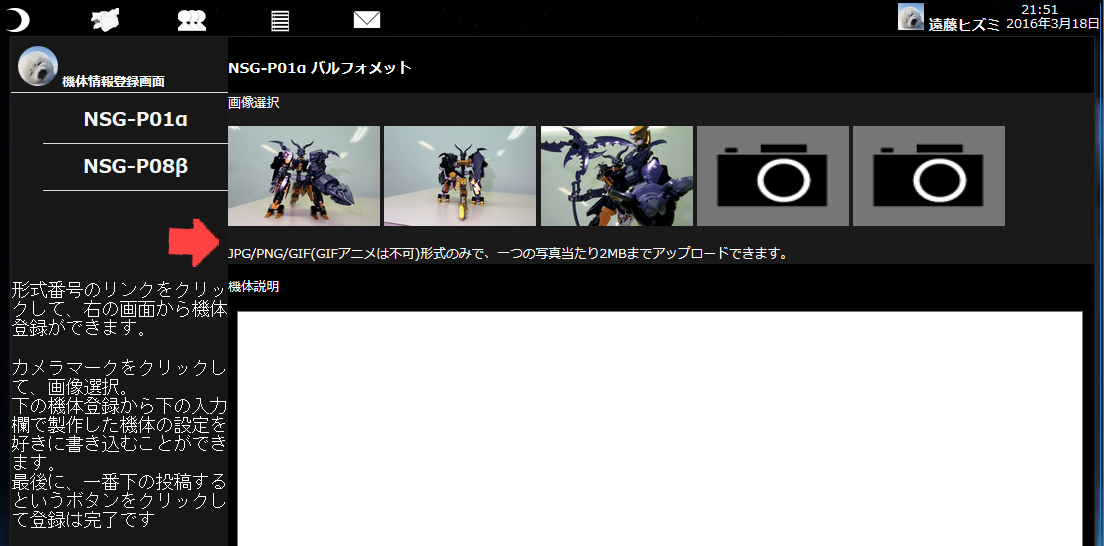 21:51
遠藤ヒズミ 2016年3月18日
機体情報登録画面
NSG-P01α
NSG-P08β
形式番号のリンクをクリッ
クして、右の画面から機体
登録ができます。
カメラマークをクリックし
て、画像選択。
下の機体登録から下の入力
欄で製作した機体の設定を
好きに書き込むことができ
ます。
最後に、一番下の投稿する
というボタンをクリックし
て登録は完了です
NSG-P01α バルフォメット
画像選択
JPG/PNG/GIF(GIFアニメは不可)形式のみで、一つの写真当たり2MBまでアップロードできます。
機体説明